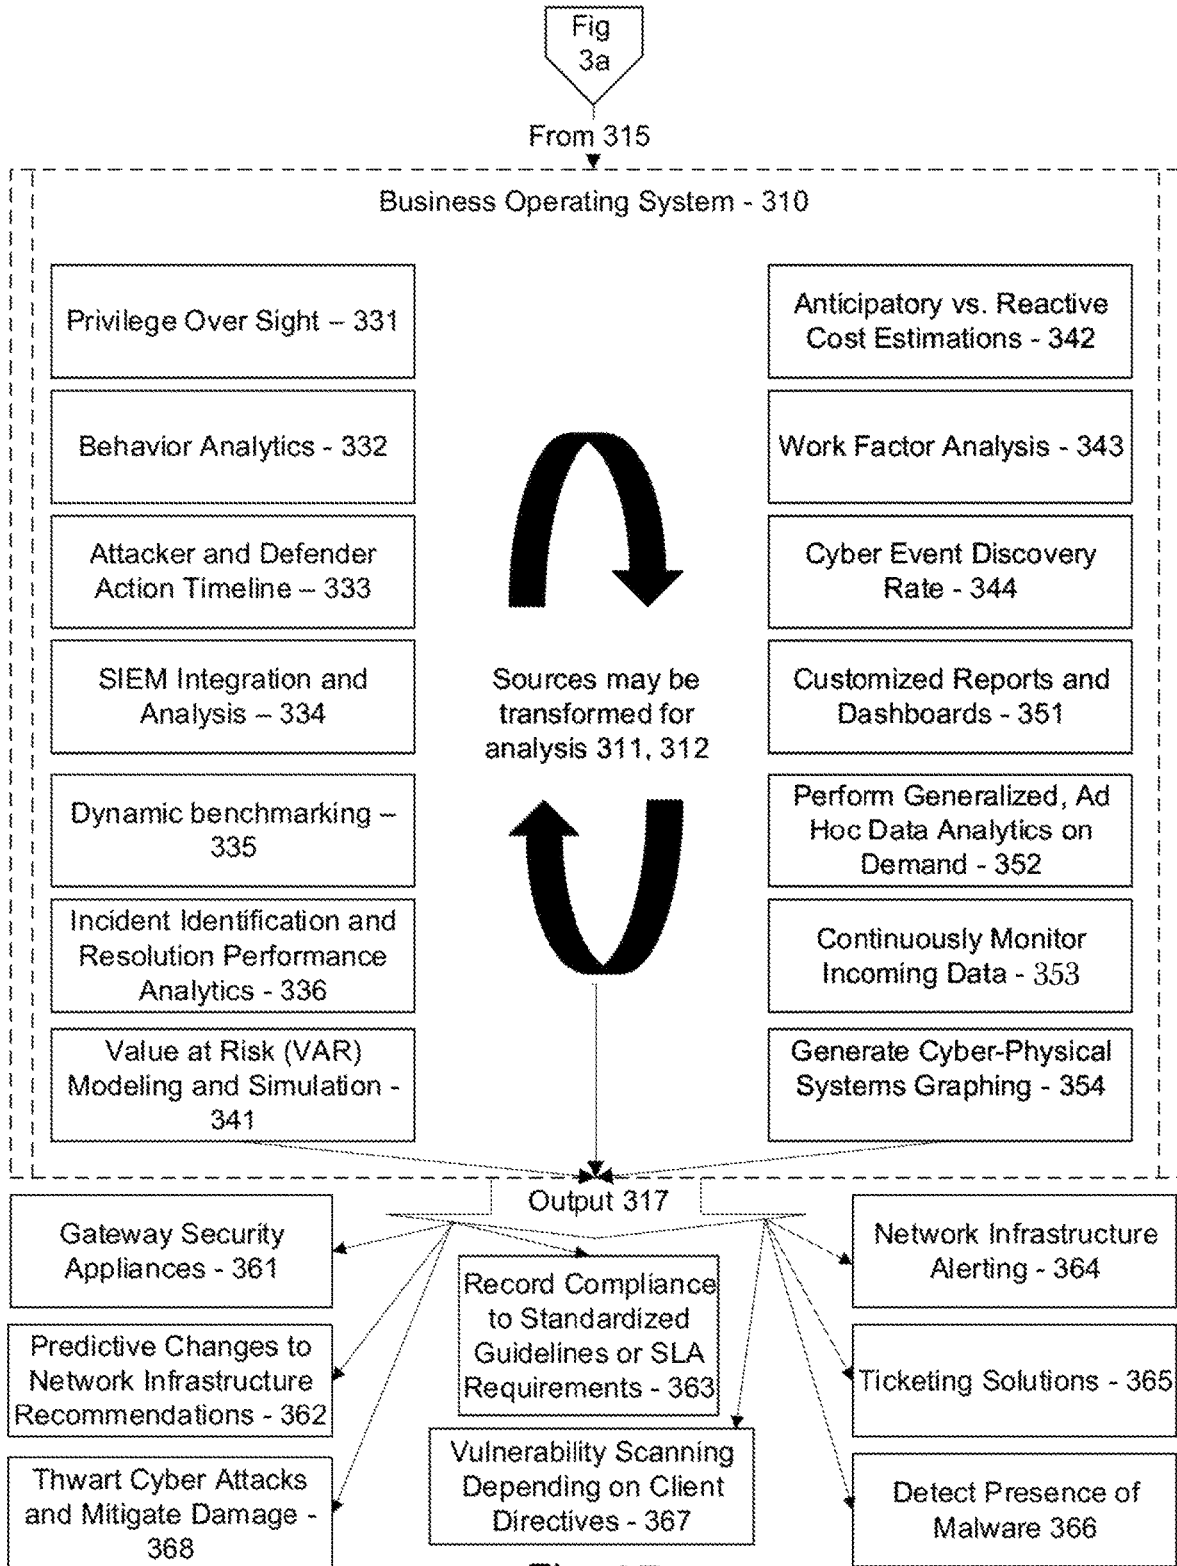 Fig
3a
From 315
Business Operating System - 310
Privilege Over Sight – 331
Behavior Analytics - 332
Attacker and Defender
Action Timeline – 333
SIEM Integration and
Analysis – 334
Dynamic benchmarking –
335
Incident Identification and
Resolution Performance
Analytics - 336
Value at Risk (VAR)
Modeling and Simulation -
341
Sources may be
transformed for
analysis 311, 312
Anticipatory vs. Reactive
Cost Estimations - 342
Work Factor Analysis - 343
Cyber Event Discovery
Rate - 344
Customized Reports and
Dashboards - 351
Perform Generalized, Ad
Hoc Data Analytics on
Demand - 352
Continuously Monitor
Incoming Data - 353
Generate Cyber-Physical
Systems Graphing - 354
Output 317
Gateway Security
Appliances - 361
Predictive Changes to
Network Infrastructure
Recommendations - 362
Thwart Cyber Attacks
and Mitigate Damage -
368
Record Compliance
to Standardized
Guidelines or SLA
Requirements - 363
Vulnerability Scanning
Depending on Client
Directives - 367
Network Infrastructure
Alerting - 364
Ticketing Solutions - 365
Detect Presence of
Malware 366